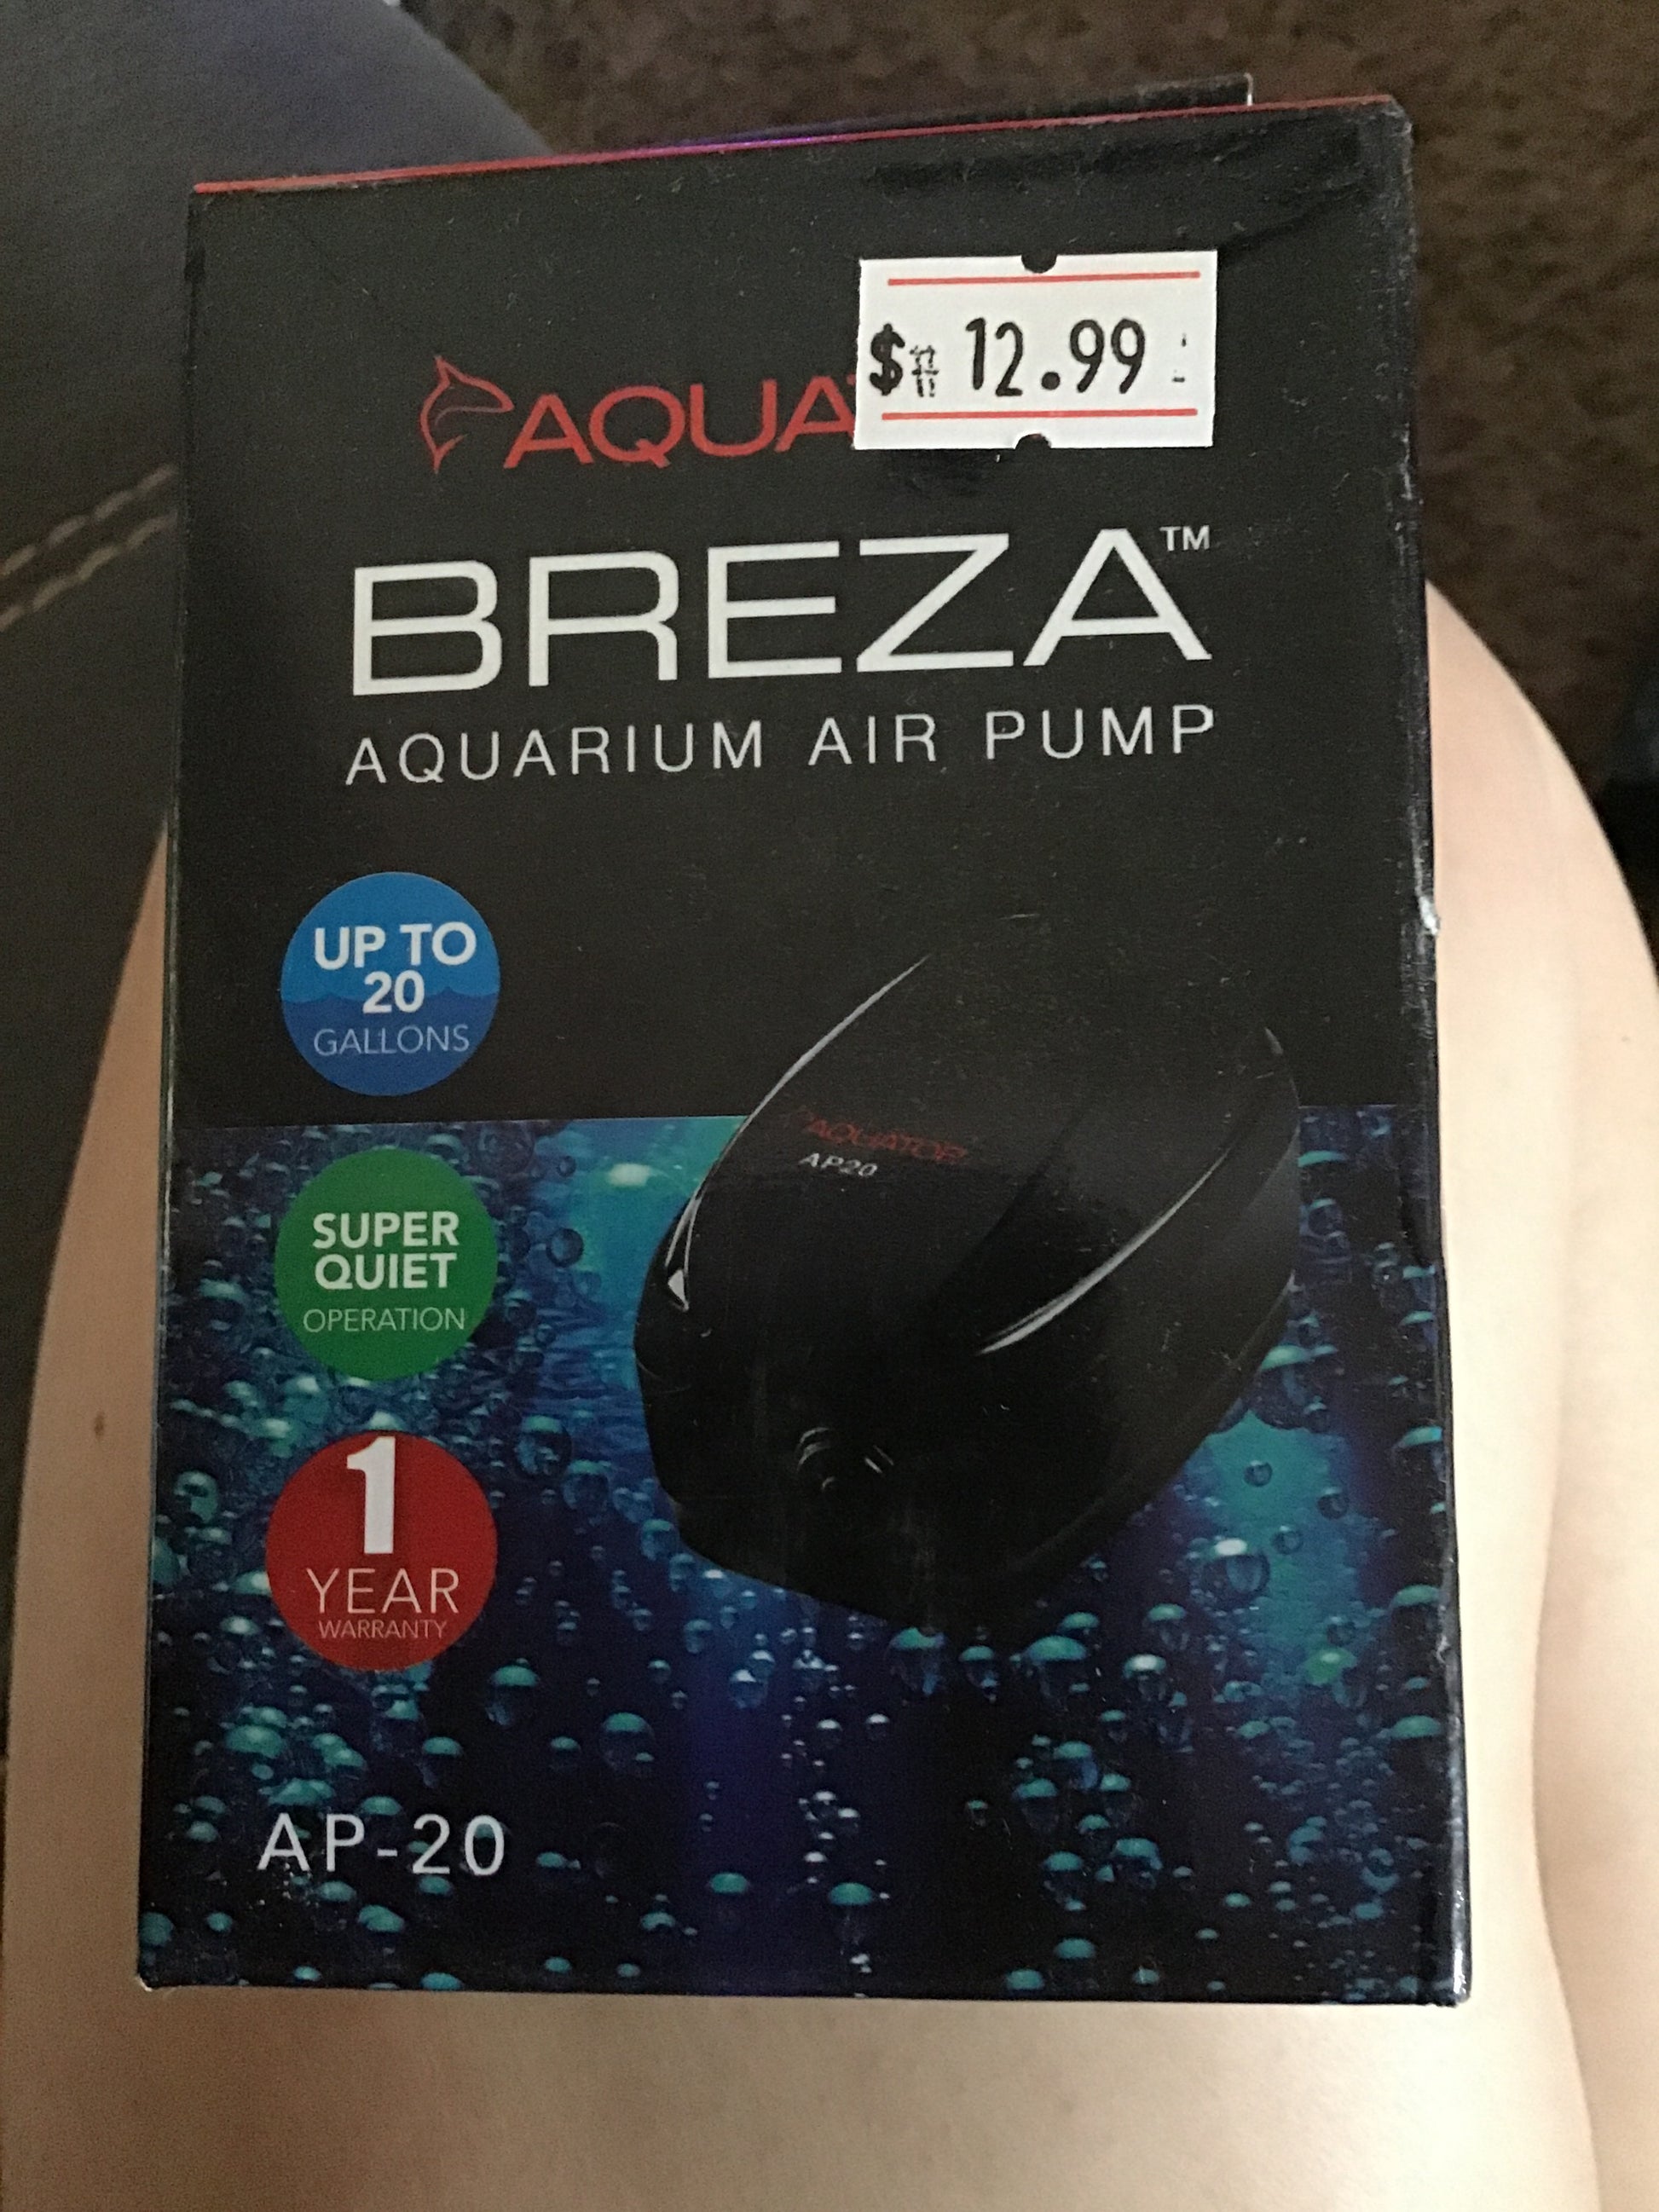 $ 12.99
AQUA
BREZA™
AQUARIUM AIR PUMP
UP TO
20
GALLONS
AQUATOR
AP20
SUPER
QUIET
OPERATION
1
YEAR
WARRANTY
AP-20